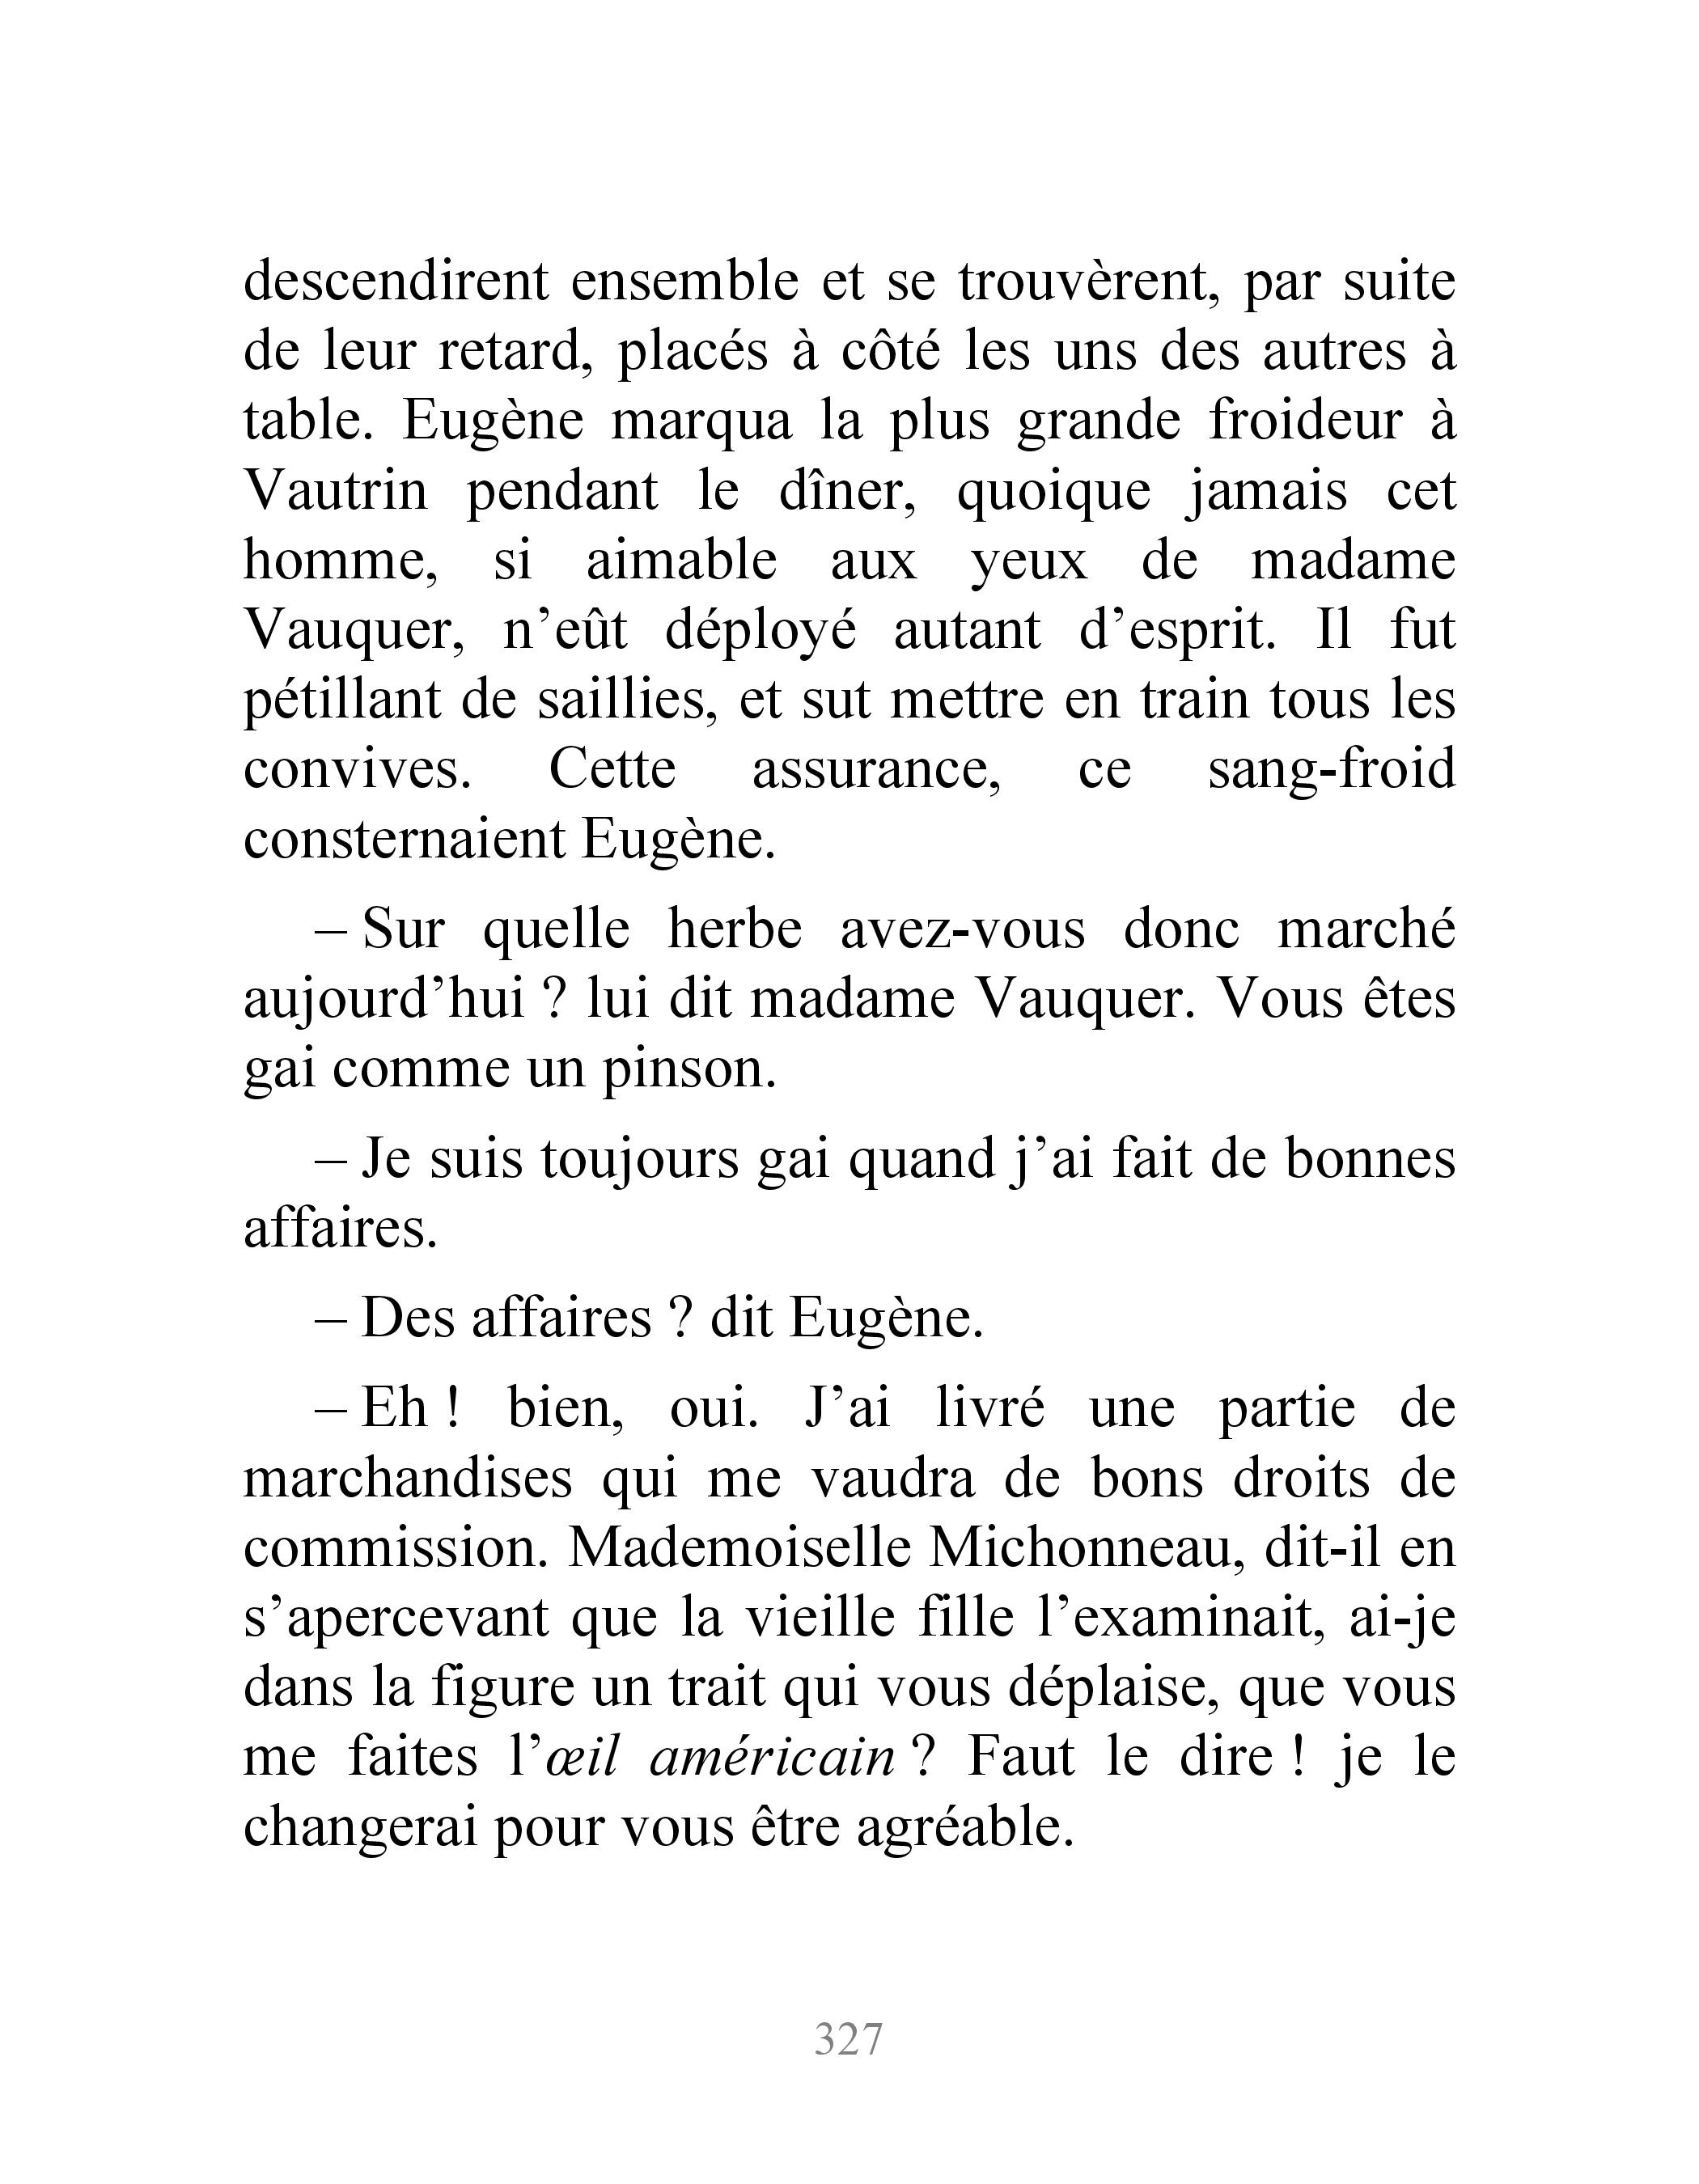 descendirent ensemble et se trouvèrent, par suite
de leur retard, placés à côté les uns des autres à
table. Eugène marqua la plus grande froideur à
Vautrin pendant le dîner, quoique jamais cet
homme, si aimable aux yeux de madame
Vauquer, n’eût déployé autant d’esprit. Il fut
pétillant de saillies, et sut mettre en train tous les
convives. Cette assurance, ce sang-froid
consternaient Eugène.
– Sur quelle herbe avez-vous donc marché
aujourd’hui ? lui dit madame Vauquer. Vous êtes
gai comme un pinson.
– Je suis toujours gai quand j’ai fait de bonnes
affaires.
– Des affaires ? dit Eugène.
– Eh ! bien, oui. J’ai livré une partie de
marchandises qui me vaudra de bons droits de
commission. Mademoiselle Michonneau, dit-il en
s’apercevant que la vieille fille l’examinait, ai-je
dans la figure un trait qui vous déplaise, que vous
me faites l’œil américain ? Faut le dire ! je le
changerai pour vous être agréable.
327